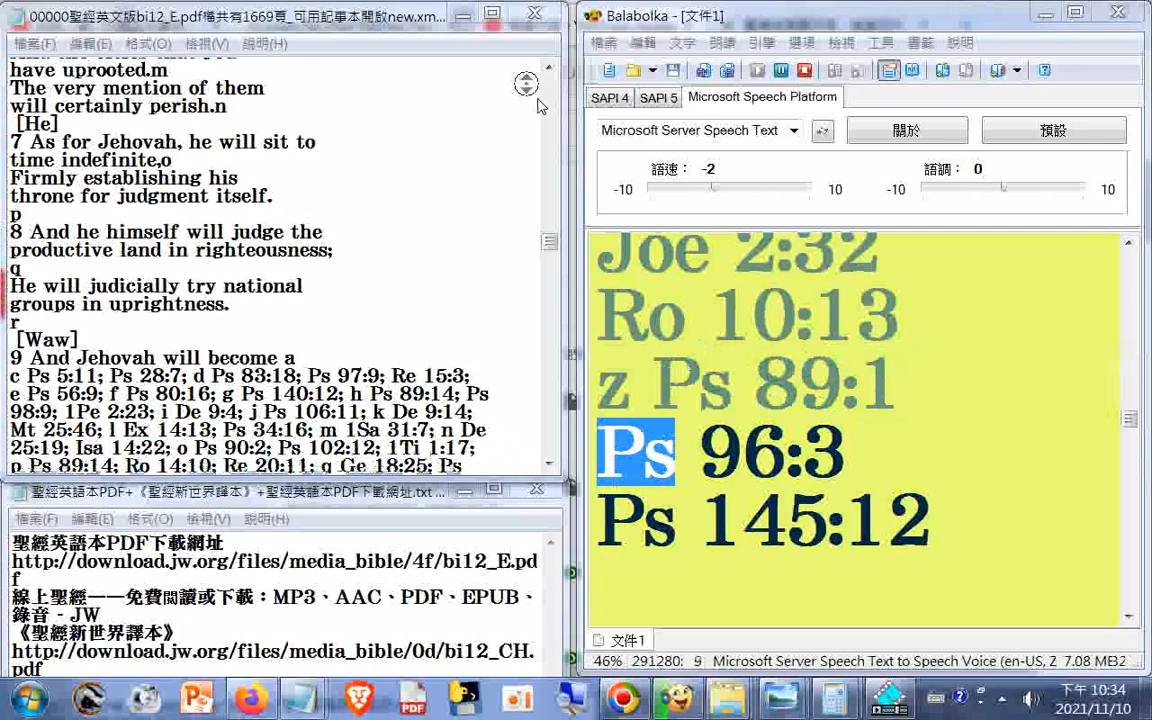 00000聖經英文版bi12_E.pdf檔共有1669頁_可用記事本開啟new.xm...
檔案(F) 編輯(E) 格式(O) 檢視(V) 說明(H)
have uprooted.m
The very mention of them
will certainly perish.n
[He]
7 As for Jehovah, he will sit to
time indefinite,o
Firmly establishing his
throne for judgment itself.
p
8 And he himself will judge the
productive land in righteousness;
q
He will judicially try national
groups in uprightness.
r
[Waw]
9 And Jehovah will become a
c Ps 5:11; Ps 28:7; d Ps 83:18; Ps 97:9; Re 15:3;
e Ps 56:9; f Ps 80:16; g Ps 140:12; h Ps 89:14; Ps
98:9; 1Pe 2:23; i De 9:4; j Ps 106:11; k De 9:14;
Mt 25:46; l Ex 14:13; Ps 34:16; m 1Sa 31:7; n De
25:19; Isa 14:22; o Ps 90:2; Ps 102:12; 1Ti 1:17;
p Ps 89:14; Ro 14:10; Re 20:11; q Ge 18:25; Ps
聖經英語本PDF+《聖經新世界譯本》+聖經英語本PDF下載網址.txt ...
檔案(F) 編輯(E) 格式(O) 檢視(V) 說明(H)
聖經英語本PDF下載網址
http://download.jw.org/files/media_bible/4f/bi12_E.pd
f
線上聖經——免費閱讀或下載：MP3、AAC、PDF、EPUB、
錄音 - JW
《聖經新世界譯本》
http://download.jw.org/files/media_bible/0d/bi12_CH.
pdf
Balabolka - [文件1]
檔案 編輯 文字 朗讀 引擎 選項 檢視 工具 書籤 說明
SAPI 4 SAPI 5 Microsoft Speech Platform
Microsoft Server Speech Text 關於 預設
語速： -2 語調： 0
-10 10 -10 10
Joe 2:32
Ro 10:13
z Ps 89:1
Ps 96:3
Ps 145:12
文件1
46% 291280: 9 Microsoft Server Speech Text to Speech Voice (en-US, Z 7.08 MB2
下午 10:34
2021/11/10